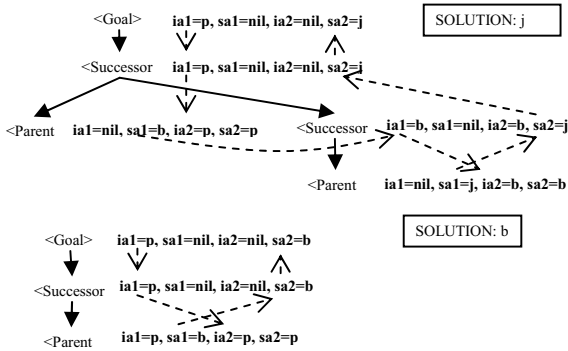 <Goal> ia1=p, sa1=nil, ia2=nil, sa2=j
SOLUTION: j
<Successor ia1=p, sa1=nil, ia2=nil, sa2=j
<Parent ia1=nil, sa1=b, ia2=p, sa2=p <Successor ia1=b, sa1=nil, ia2=b, sa2=j
<Parent ia1=nil, sa1=j, ia2=b, sa2=b
SOLUTION: b
<Goal> ia1=p, sa1=nil, ia2=nil, sa2=b
<Successor ia1=p, sa1=nil, ia2=nil, sa2=b
<Parent ia1=p, sa1=b, ia2=p, sa2=p